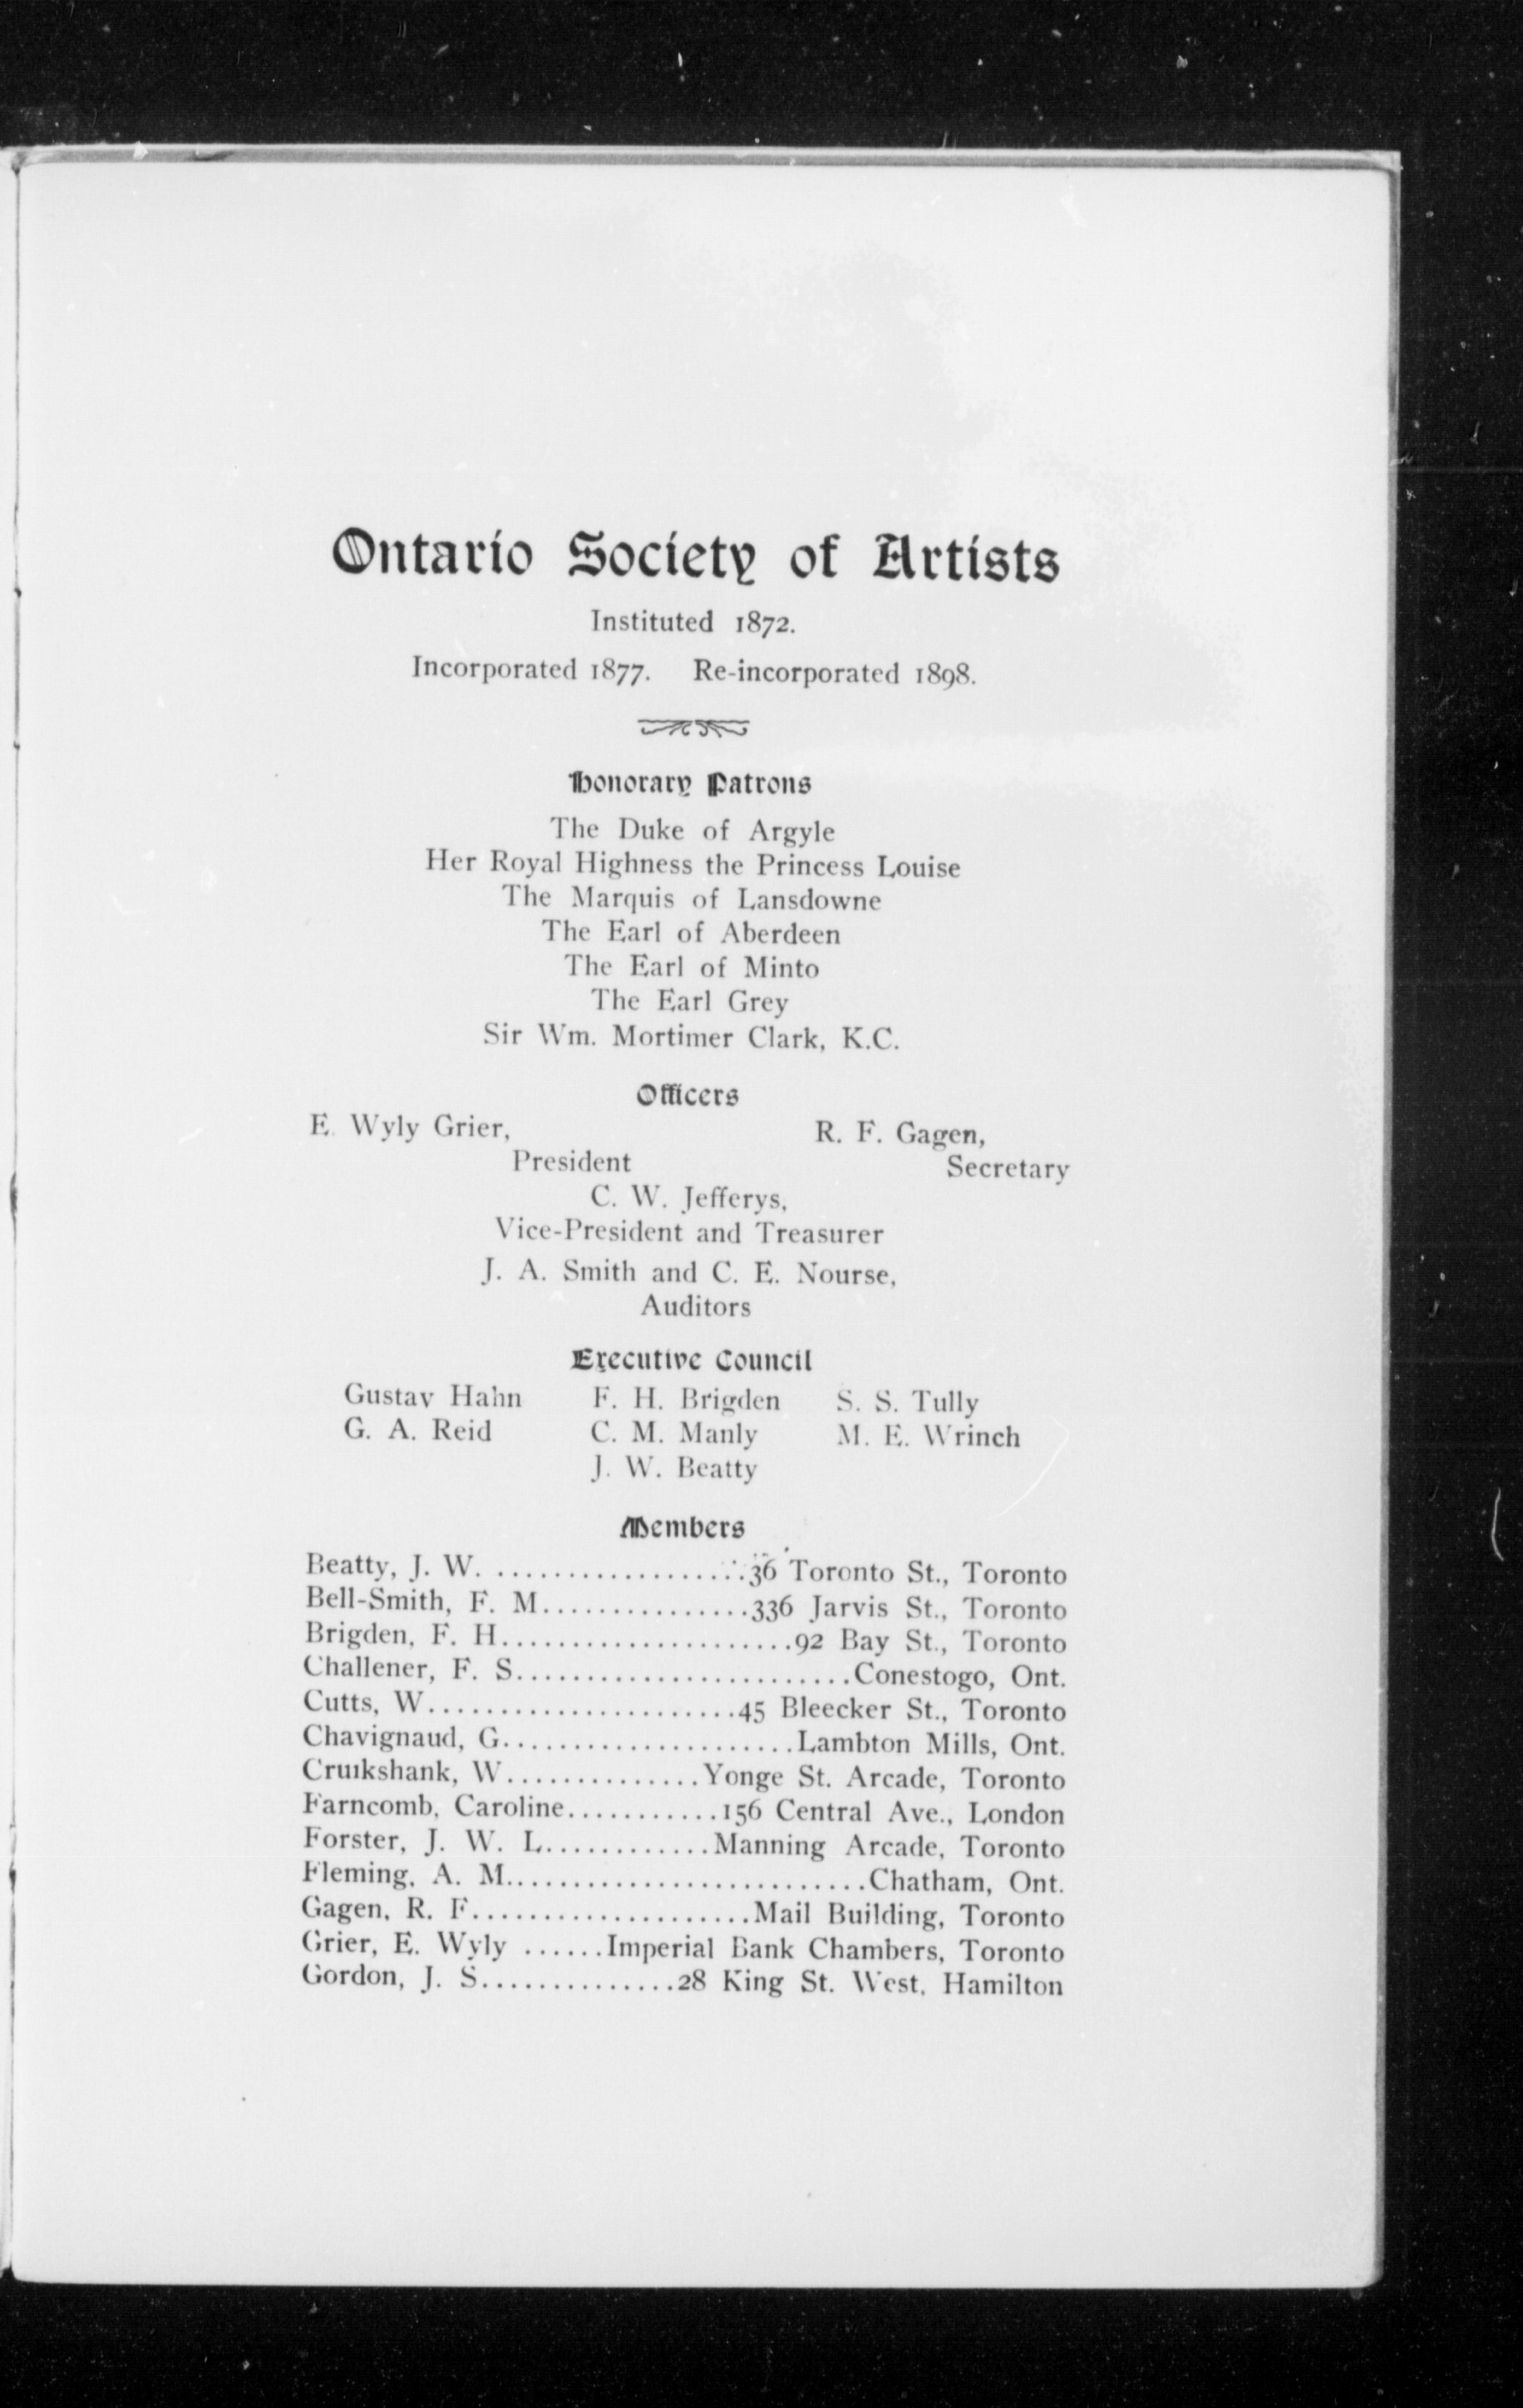 Ontario Society of Artists
Instituted 1872.
Incorporated 1877. Re-incorporated 1898.
Honorary Patrons
The Duke of Argyle
Her Royal Highness the Princess Louise
The Marquis of Lansdowne
The Earl of Aberdeen
The Earl of Minto
The Earl Grey
Sir Wm. Mortimer Clark, K.C.
Officers
E. Wyly Grier, R. F. Gagen,
President Secretary
C. W. Jefferys,
Vice-President and Treasurer
J. A. Smith and C. E. Nourse,
Auditors
Executive Council
Gustav Hahn F. H. Brigden S. S. Tully
G. A. Reid C. M. Manly M. E. Wrinch
J. W. Beatty
Members
Beatty, J. W. ...................36 Toronto St., Toronto
Bell-Smith, F. M...............336 Jarvis St., Toronto
Brigden, F. H.....................92 Bay St., Toronto
Challener, F. S........................Conestogo, Ont.
Cutts, W......................45 Bleecker St., Toronto
Chavignaud, G.....................Lambton Mills, Ont.
Cruikshank, W..............Yonge St. Arcade, Toronto
Farncomb, Caroline...........156 Central Ave., London
Forster, J. W. L............Manning Arcade, Toronto
Fleming, A. M.........................Chatham, Ont.
Gagen, R. F....................Mail Building, Toronto
Grier, E. Wyly ......Imperial Bank Chambers, Toronto
Gordon, J. S..............28 King St. West, Hamilton